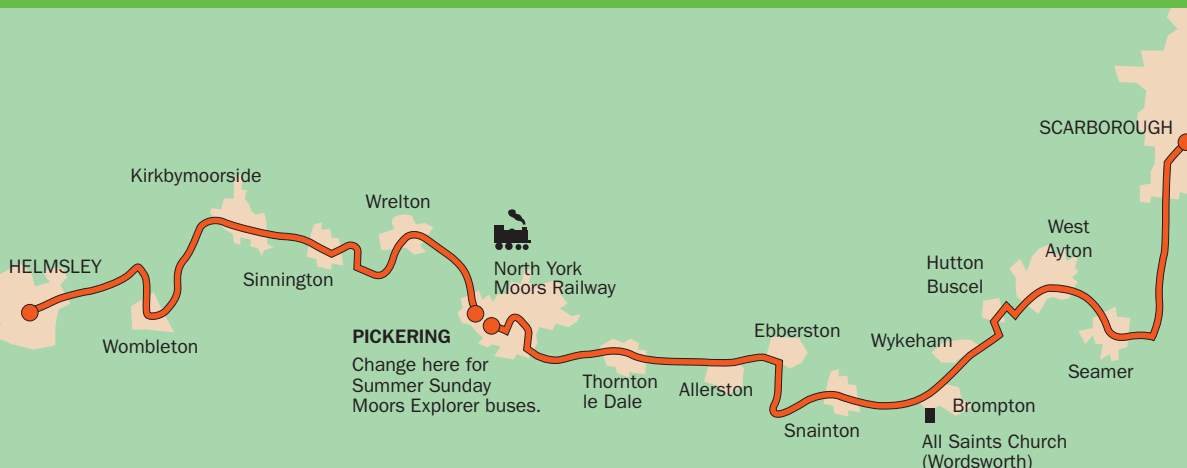 SCARBOROUGH
Kirkbymoorside
Wrelton
West
Ayton
HELMSLEY
Sinnington
North York
Moors Railway
Hutton
Buscel
Wombleton
PICKERING
Change here for
Summer Sunday
Moors Explorer buses.
Ebberston
Wykeham
Thornton
le Dale
Allerston
Seamer
Snainton
Brompton
All Saints Church
(Wordsworth)